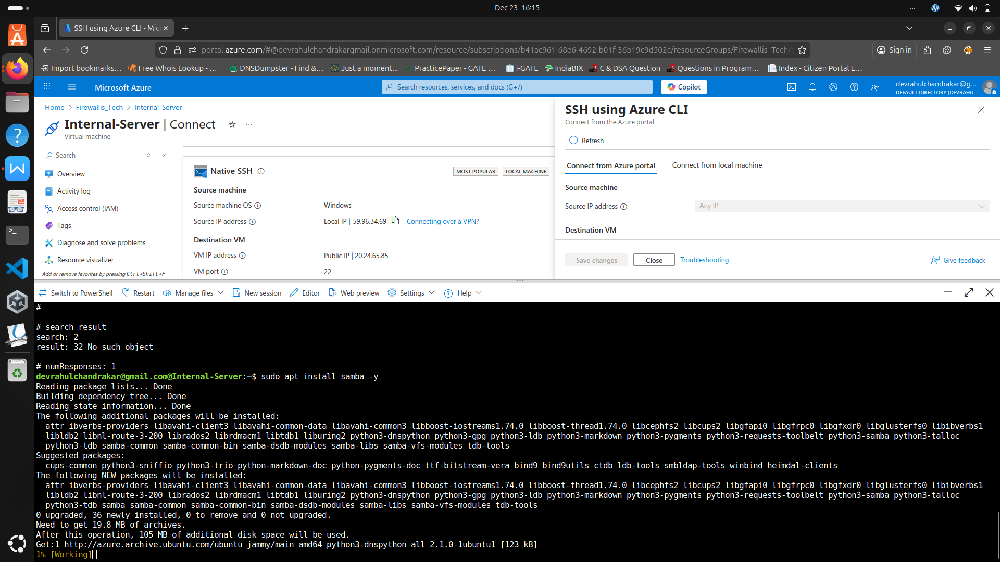 Dec 23 16:15
SSH using Azure CLI - Mic
portal.azure.com/#@devrahulchandrakargmail.onmicrosoft.com/resource/subscriptions/b41ac961-68e6-4692-b01f-36b19c9d502c/resourceGroups/Firewallis_Tech/
Sign in
Import bookmarks… Free Whois Lookup - … DNSDumpster - Find &… Just a moment… PracticePaper - GATE … i-GATE IndiaBIX C & DSA Question Questions in Program… Index - Citizen Portal L…
Microsoft Azure
Search resources, services, and docs (G+/)
Copilot
devrahulchandrakar@g...
DEFAULT DIRECTORY (DEVRAHU...
Home > Firewallis_Tech > Internal-Server
Internal-Server | Connect
Virtual machine
Search
Overview
Activity log
Access control (IAM)
Tags
Diagnose and solve problems
Resource visualizer
Add or remove favorites by pressing Ctrl+Shift+F
Native SSH
MOST POPULAR
LOCAL MACHINE
Source machine
Source machine OS Windows
Source IP address Local IP | 59.96.34.69 Connecting over a VPN?
Destination VM
VM IP address Public IP | 20.24.65.85
VM port 22
SSH using Azure CLI
Connect from the Azure portal
Refresh
Connect from Azure portal Connect from local machine
Source machine
Source IP address Any IP
Destination VM
Save changes Close Troubleshooting Give feedback
Switch to PowerShell Restart Manage files New session Editor Web preview Settings Help
#
# search result
search: 2
result: 32 No such object
# numResponses: 1
devrahulchandrakar@gmail.com@Internal-Server:~$ sudo apt install samba -y
Reading package lists... Done
Building dependency tree... Done
Reading state information... Done
The following additional packages will be installed:
attr ibverbs-providers libavahi-client3 libavahi-common-data libavahi-common3 libboost-iostreams1.74.0 libboost-thread1.74.0 libcephfs2 libcups2 libgfapi0 libgfrpc0 libgfxdr0 libglusterfs0 libibverbs1
libldb2 libnl-route-3-200 librados2 librdmacm1 libtdb1 liburing2 python3-dnspython python3-gpg python3-ldb python3-markdown python3-pygments python3-requests-toolbelt python3-samba python3-talloc
python3-tdb samba-common samba-common-bin samba-dsdb-modules samba-libs samba-vfs-modules tdb-tools
Suggested packages:
cups-common python3-sniffio python3-trio python-markdown-doc python-pygments-doc ttf-bitstream-vera bind9 bind9utils ctdb ldb-tools smbldap-tools winbind heimdal-clients
The following NEW packages will be installed:
attr ibverbs-providers libavahi-client3 libavahi-common-data libavahi-common3 libboost-iostreams1.74.0 libboost-thread1.74.0 libcephfs2 libcups2 libgfapi0 libgfrpc0 libgfxdr0 libglusterfs0 libibverbs1
libldb2 libnl-route-3-200 librados2 librdmacm1 libtdb1 liburing2 python3-dnspython python3-gpg python3-ldb python3-markdown python3-pygments python3-requests-toolbelt python3-samba python3-talloc
python3-tdb samba samba-common samba-common-bin samba-dsdb-modules samba-libs samba-vfs-modules tdb-tools
0 upgraded, 36 newly installed, 0 to remove and 0 not upgraded.
Need to get 19.8 MB of archives.
After this operation, 105 MB of additional disk space will be used.
Get:1 http://azure.archive.ubuntu.com/ubuntu jammy/main amd64 python3-dnspython all 2.1.0-1ubuntu1 [123 kB]
1% [Working]